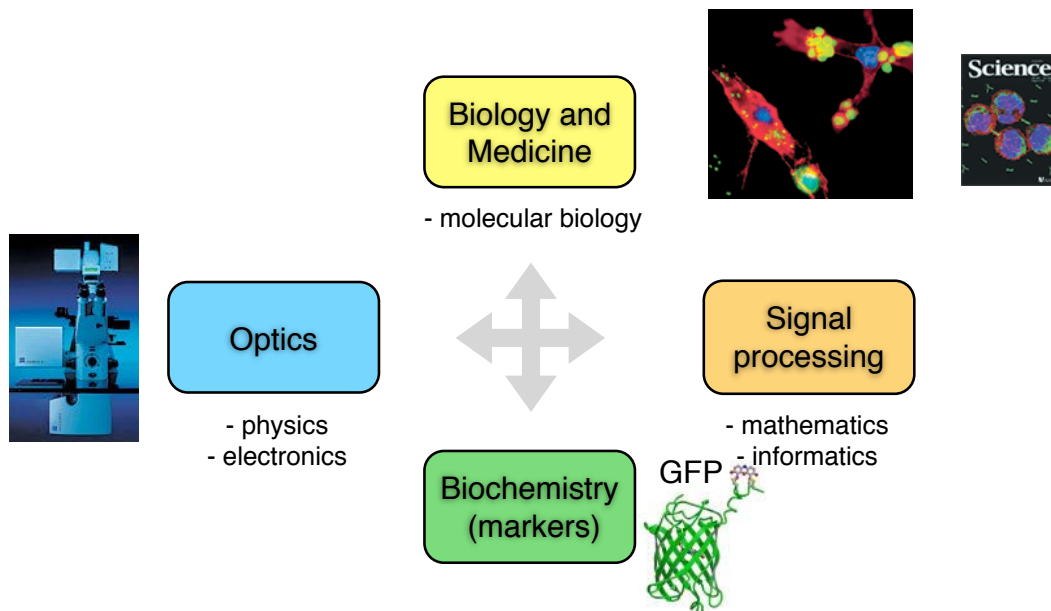 Science
Biology and
Medicine
- molecular biology
Optics
Signal
processing
- physics
- electronics
- mathematics
- informatics
Biochemistry
(markers)
GFP